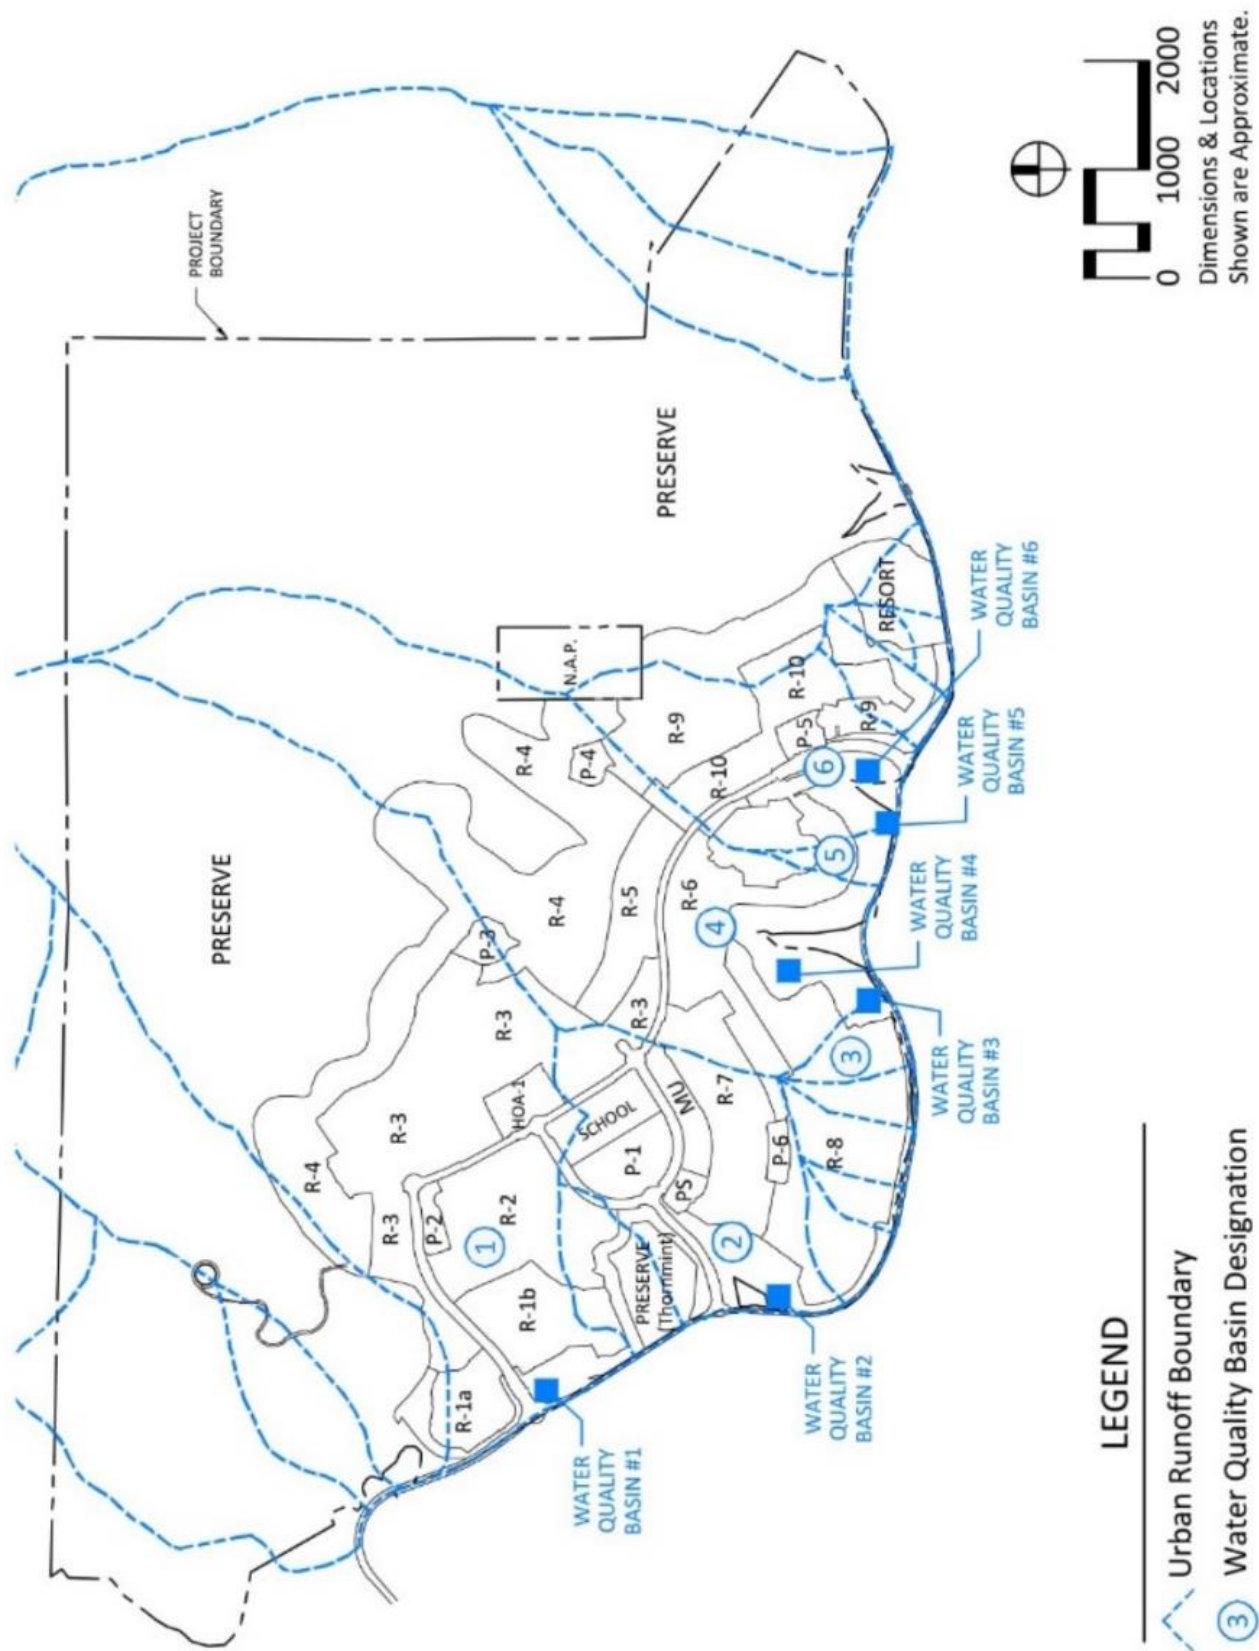 PROJECT
BOUNDARY
PRESERVE
PRESERVE
N.A.P.
R-4
P-4
R-9
R-10
P-5
R-9
RESORT
R-10
R-4
R-5
R-6
P-3
R-3
R-3
R-4
R-3
R-3
HOA-1
SCHOOL
MU
R-7
P-1
PS
P-6
R-8
P-2
R-2
R-1b
R-1a
PRESERVE
(Thornmint)
1
2
3
4
5
6
WATER
QUALITY
BASIN #1
WATER
QUALITY
BASIN #2
WATER
QUALITY
BASIN #3
WATER
QUALITY
BASIN #4
WATER
QUALITY
BASIN #5
WATER
QUALITY
BASIN #6
LEGEND
Urban Runoff Boundary
3 Water Quality Basin Designation
0 1000 2000
Dimensions & Locations
Shown are Approximate.